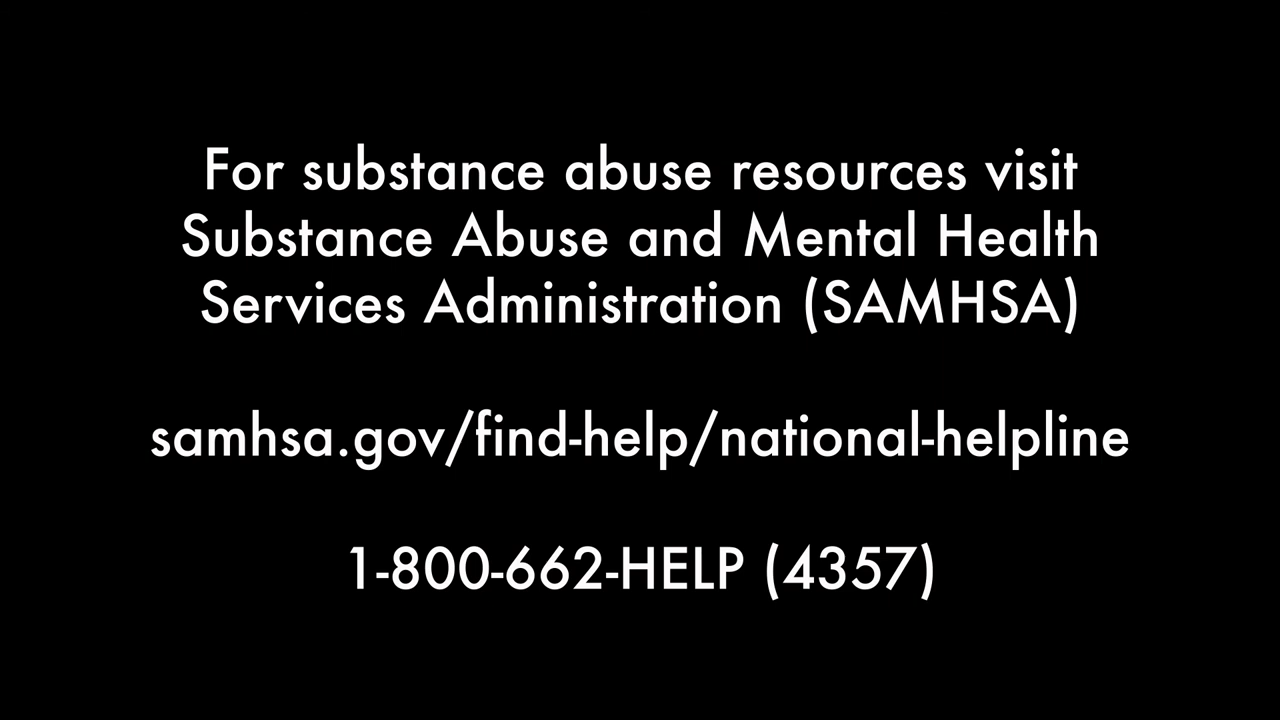 For substance abuse resources visit
Substance Abuse and Mental Health
Services Administration (SAMHSA)
samhsa.gov/find-help/national-helpline
1-800-662-HELP (4357)